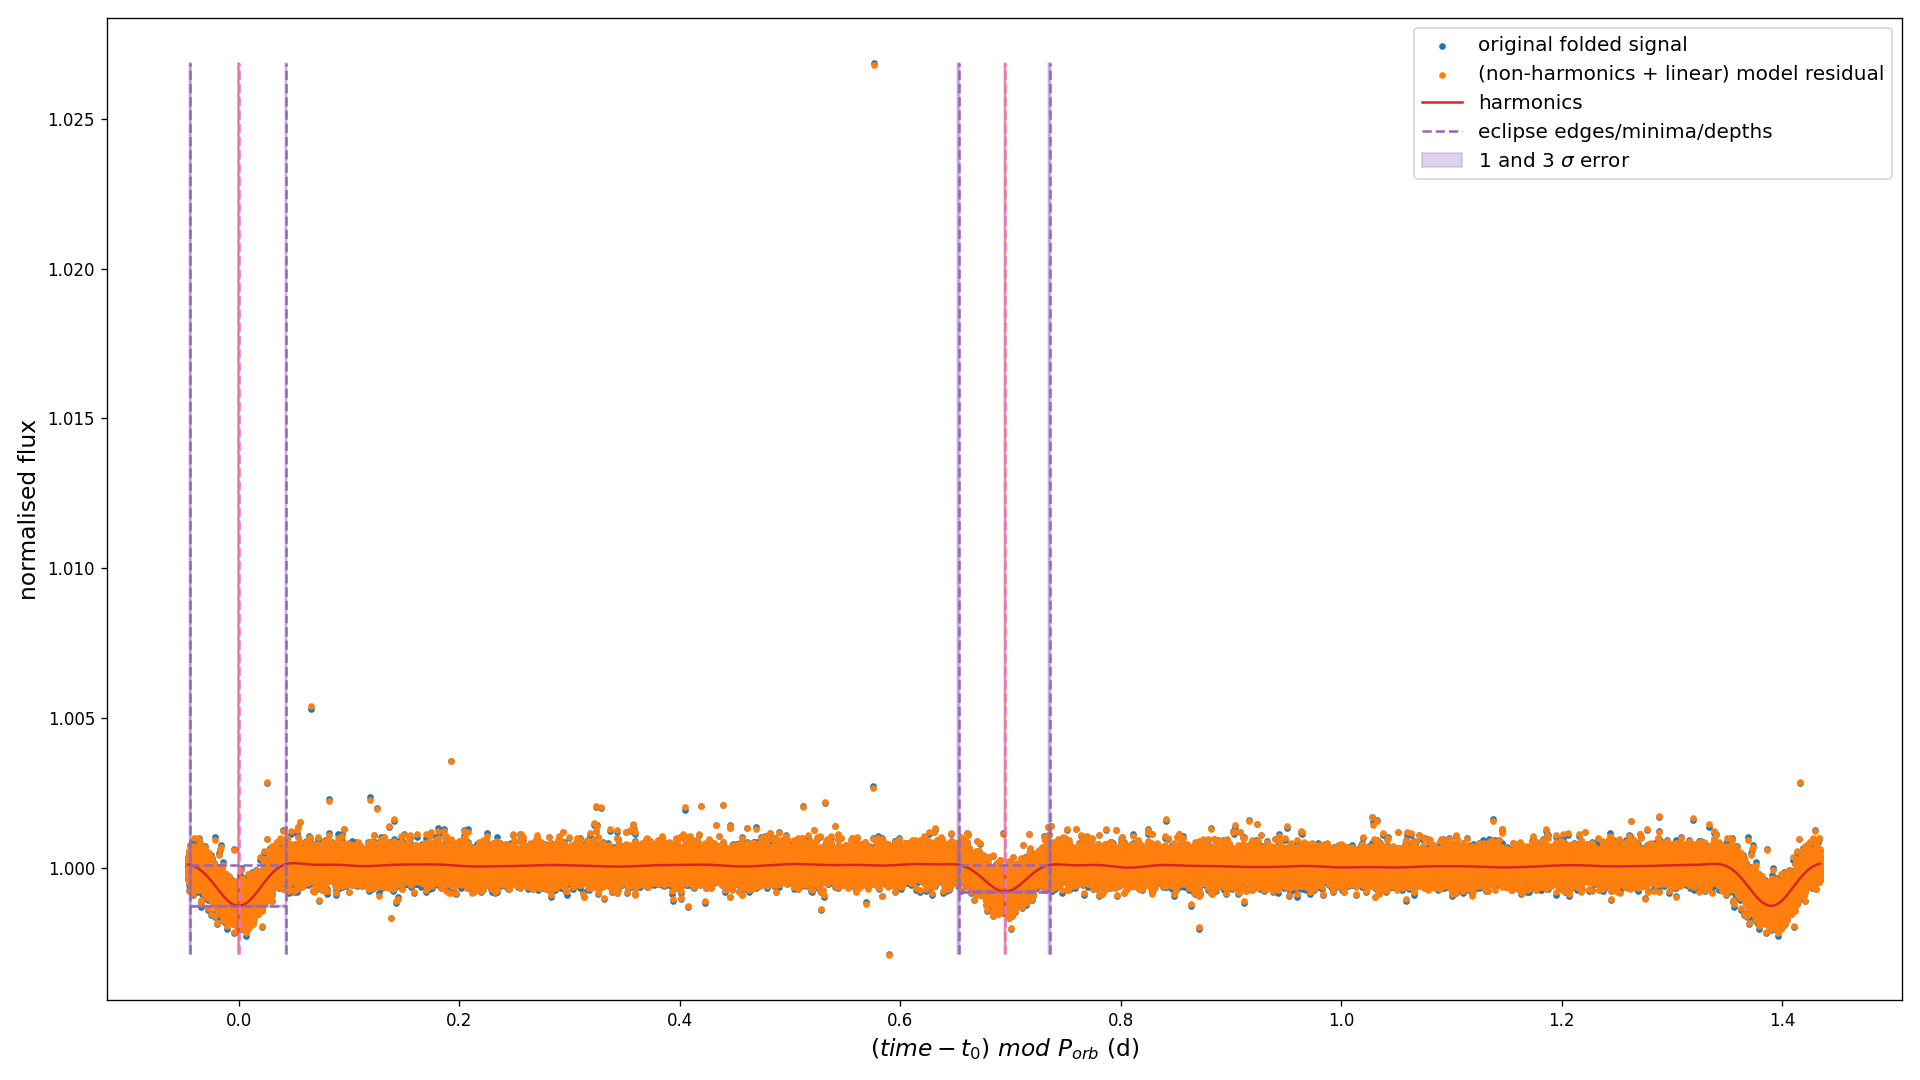 original folded signal
(non-harmonics + linear) model residual
harmonics
eclipse edges/minima/depths
1 and 3 σ error
normalised flux
1.025
1.020
1.015
1.010
1.005
1.000
0.0 0.2 0.4 0.6 0.8 1.0 1.2 1.4
(time − t₀) mod P_orb (d)